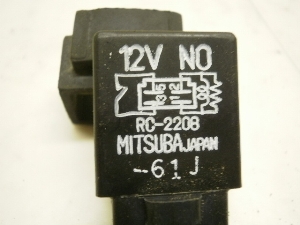 12V NO
RC-2208
MITSUBA JAPAN
-61J